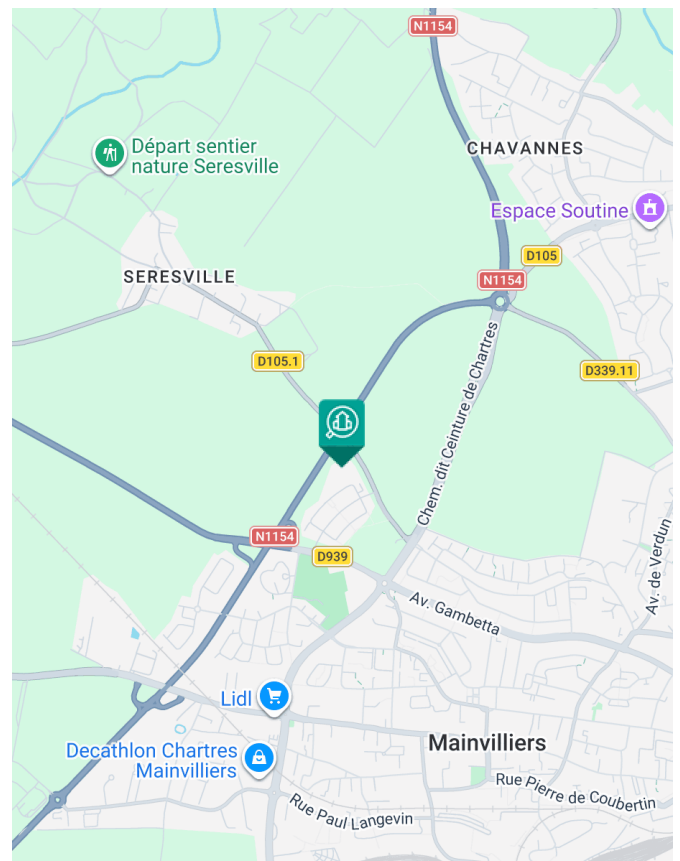 N1154
CHAVANNES
Départ sentier
nature Seresville
Espace Soutine
D105
SERESVILLE
N1154
D105.1
D339.11
Chem. dit Ceinture de Chartres
N1154
D939
Av. de Verdun
Av. Gambetta
Lidl
Mainvilliers
Decathlon Chartres
Mainvilliers
Rue Pierre de Coubertin
Rue Paul Langevin